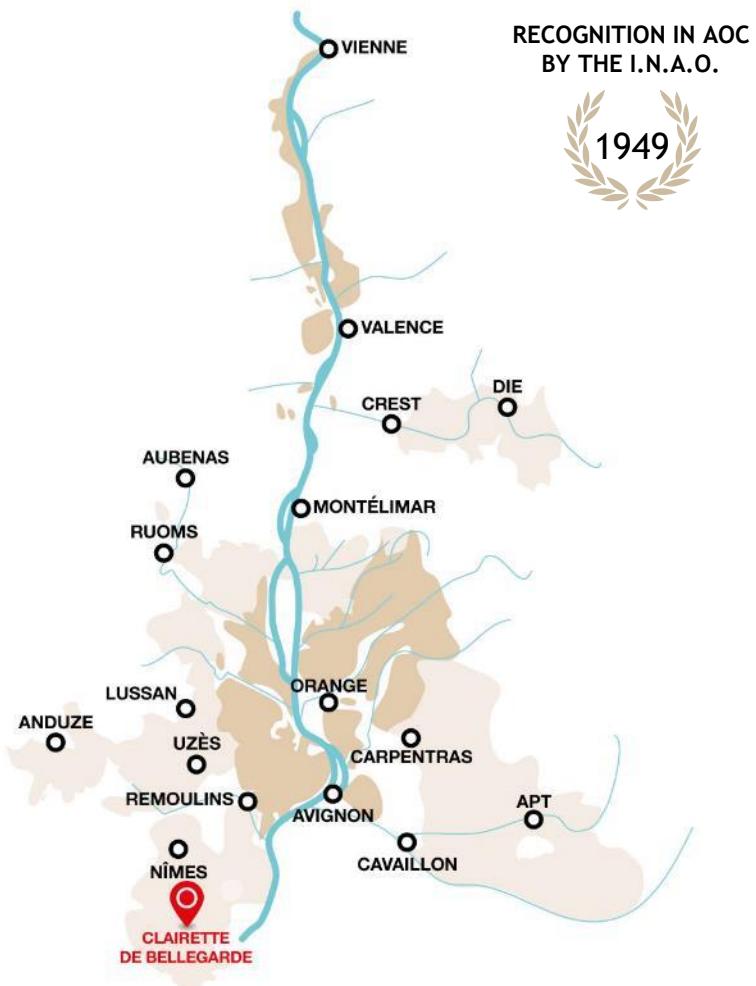 RECOGNITION IN AOC
BY THE I.N.A.O.
1949
VIENNE
VALENCE
DIE
CREST
AUBENAS
MONTÉLIMAR
RUOMS
ORANGE
LUSSAN
ANDUZE
UZÈS
CARPENTRAS
REMOULINS
AVIGNON
APT
CAVAILLON
NÎMES
CLAIRETTE
DE BELLEGARDE